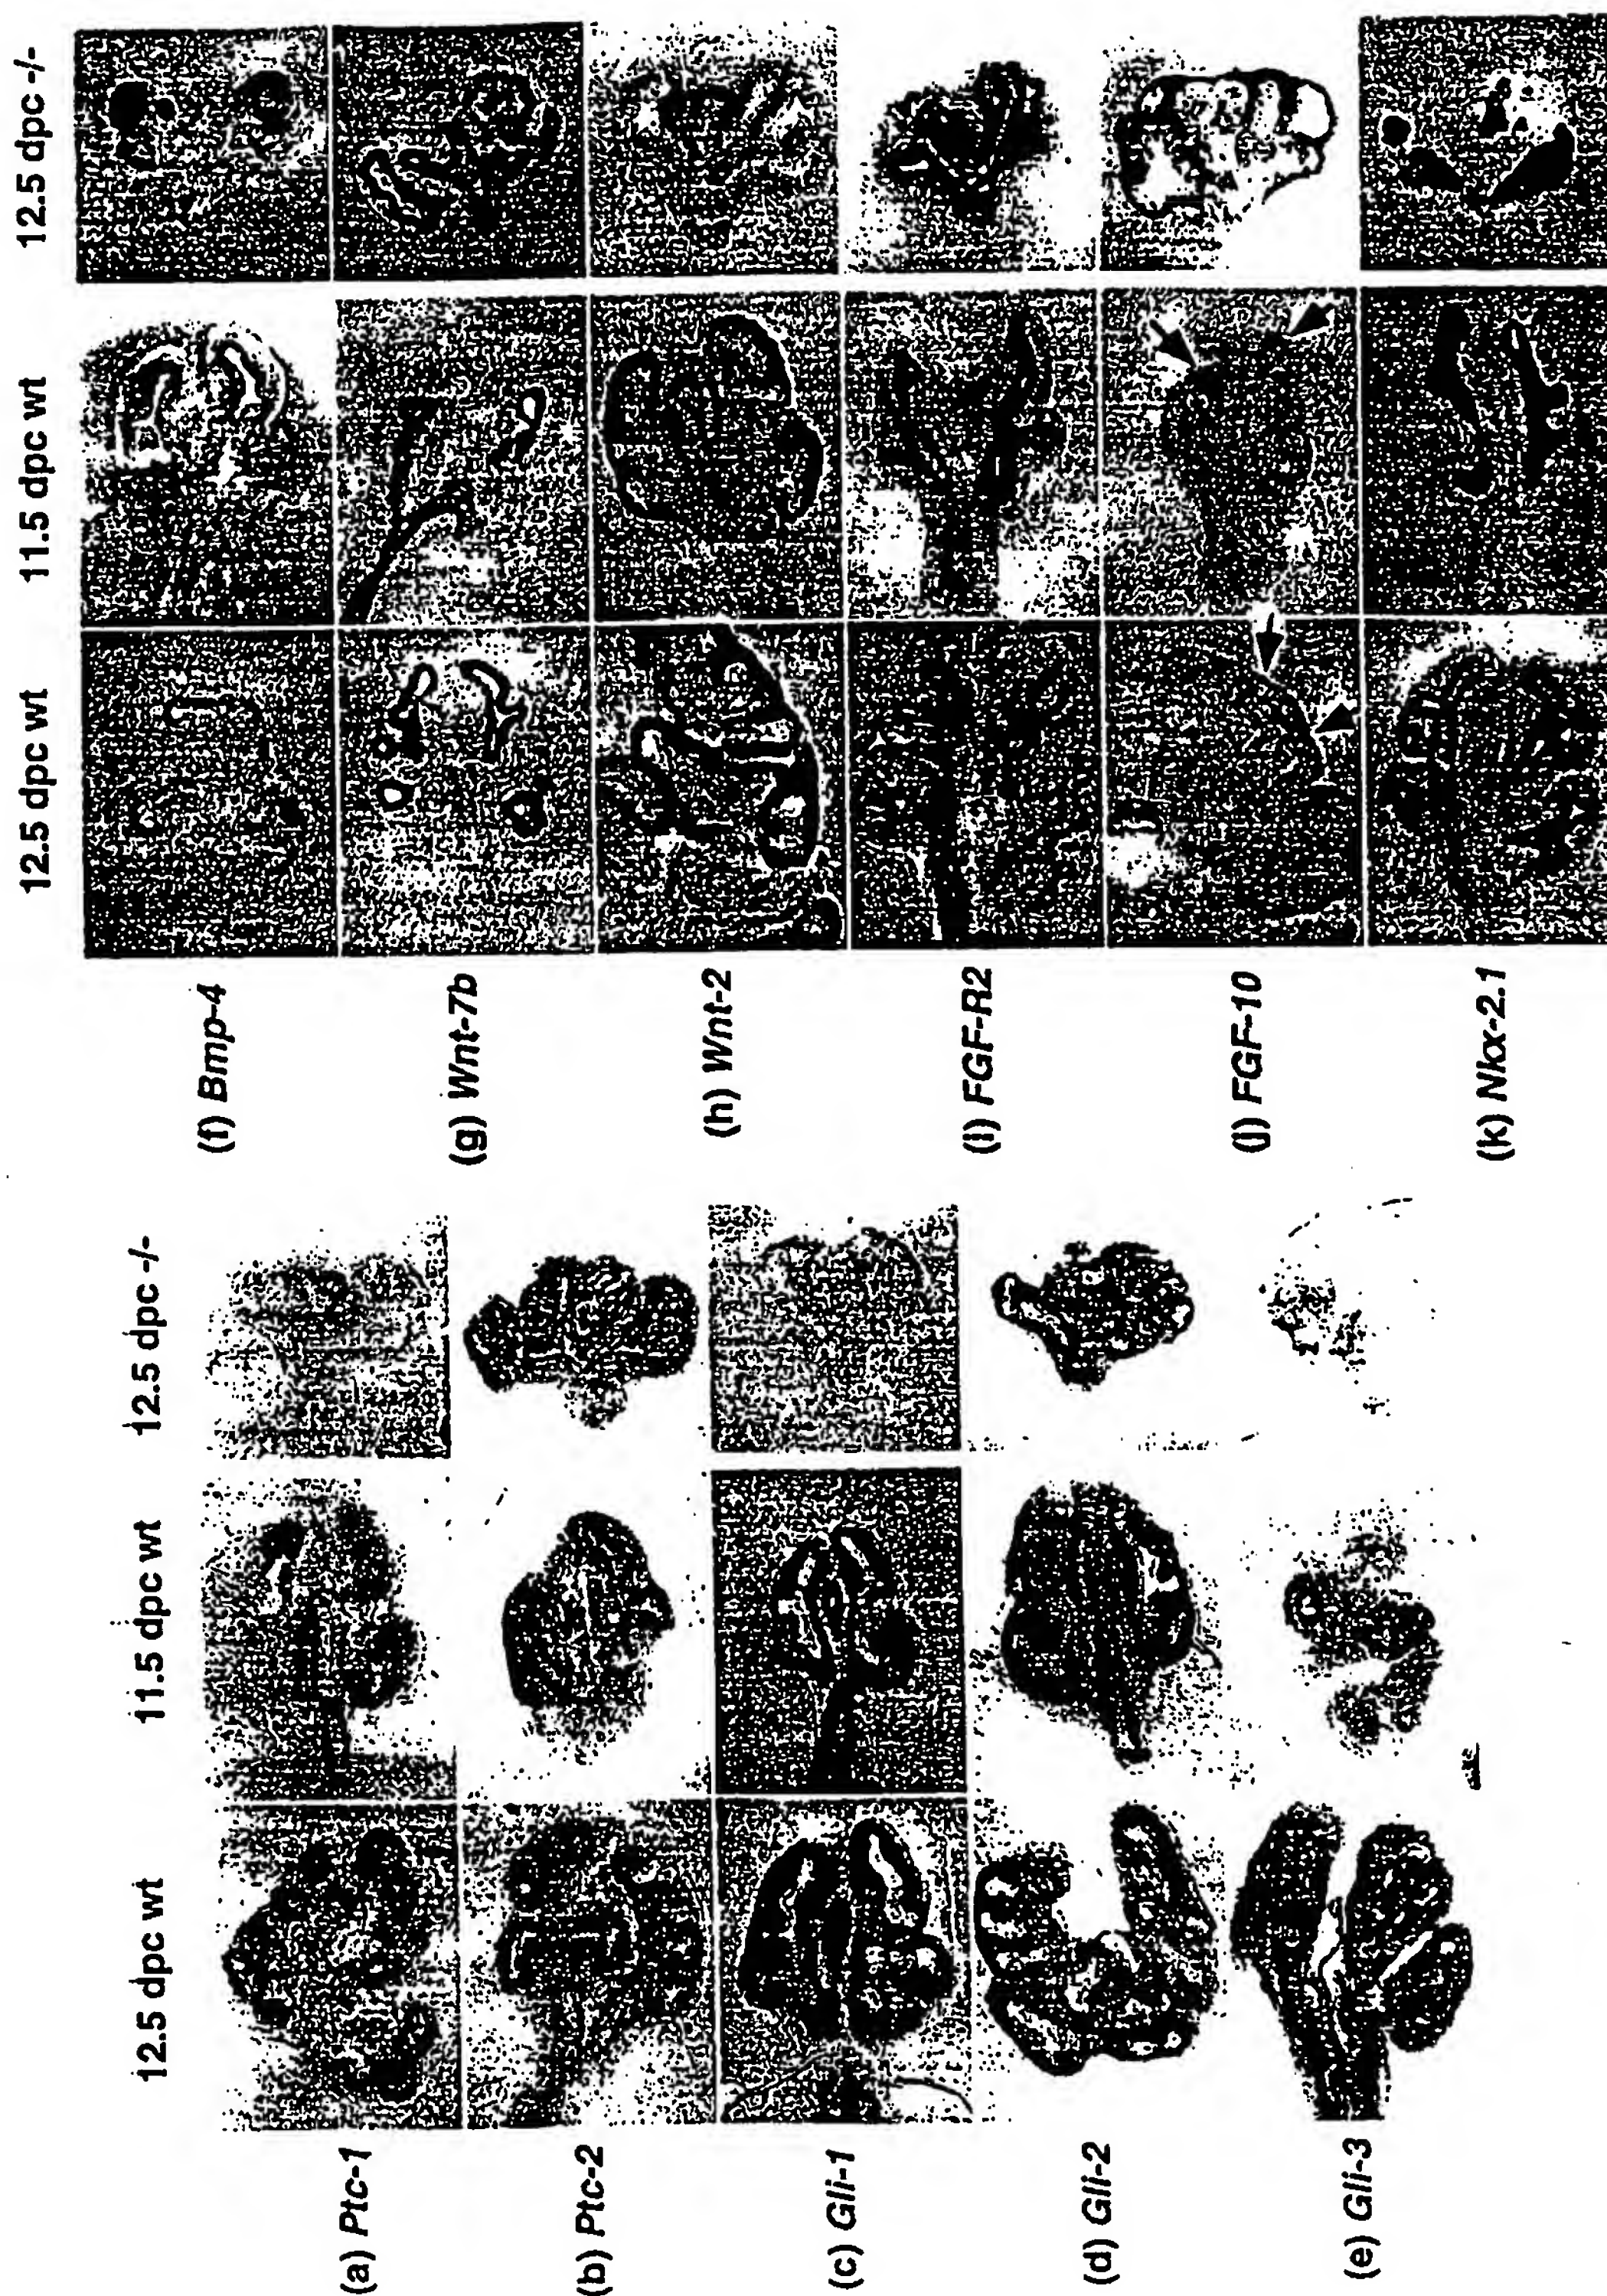 12.5 dpc wt 11.5 dpc wt 12.5 dpc -/-
(a) Ptc-1
(b) Ptc-2
(c) Gli-1
(d) Gli-2
(e) Gli-3
12.5 dpc wt 11.5 dpc wt 12.5 dpc -/-
(f) Bmp-4
(g) Wnt-7b
(h) Wnt-2
(i) FGF-R2
(j) FGF-10
(k) Nkx-2.1